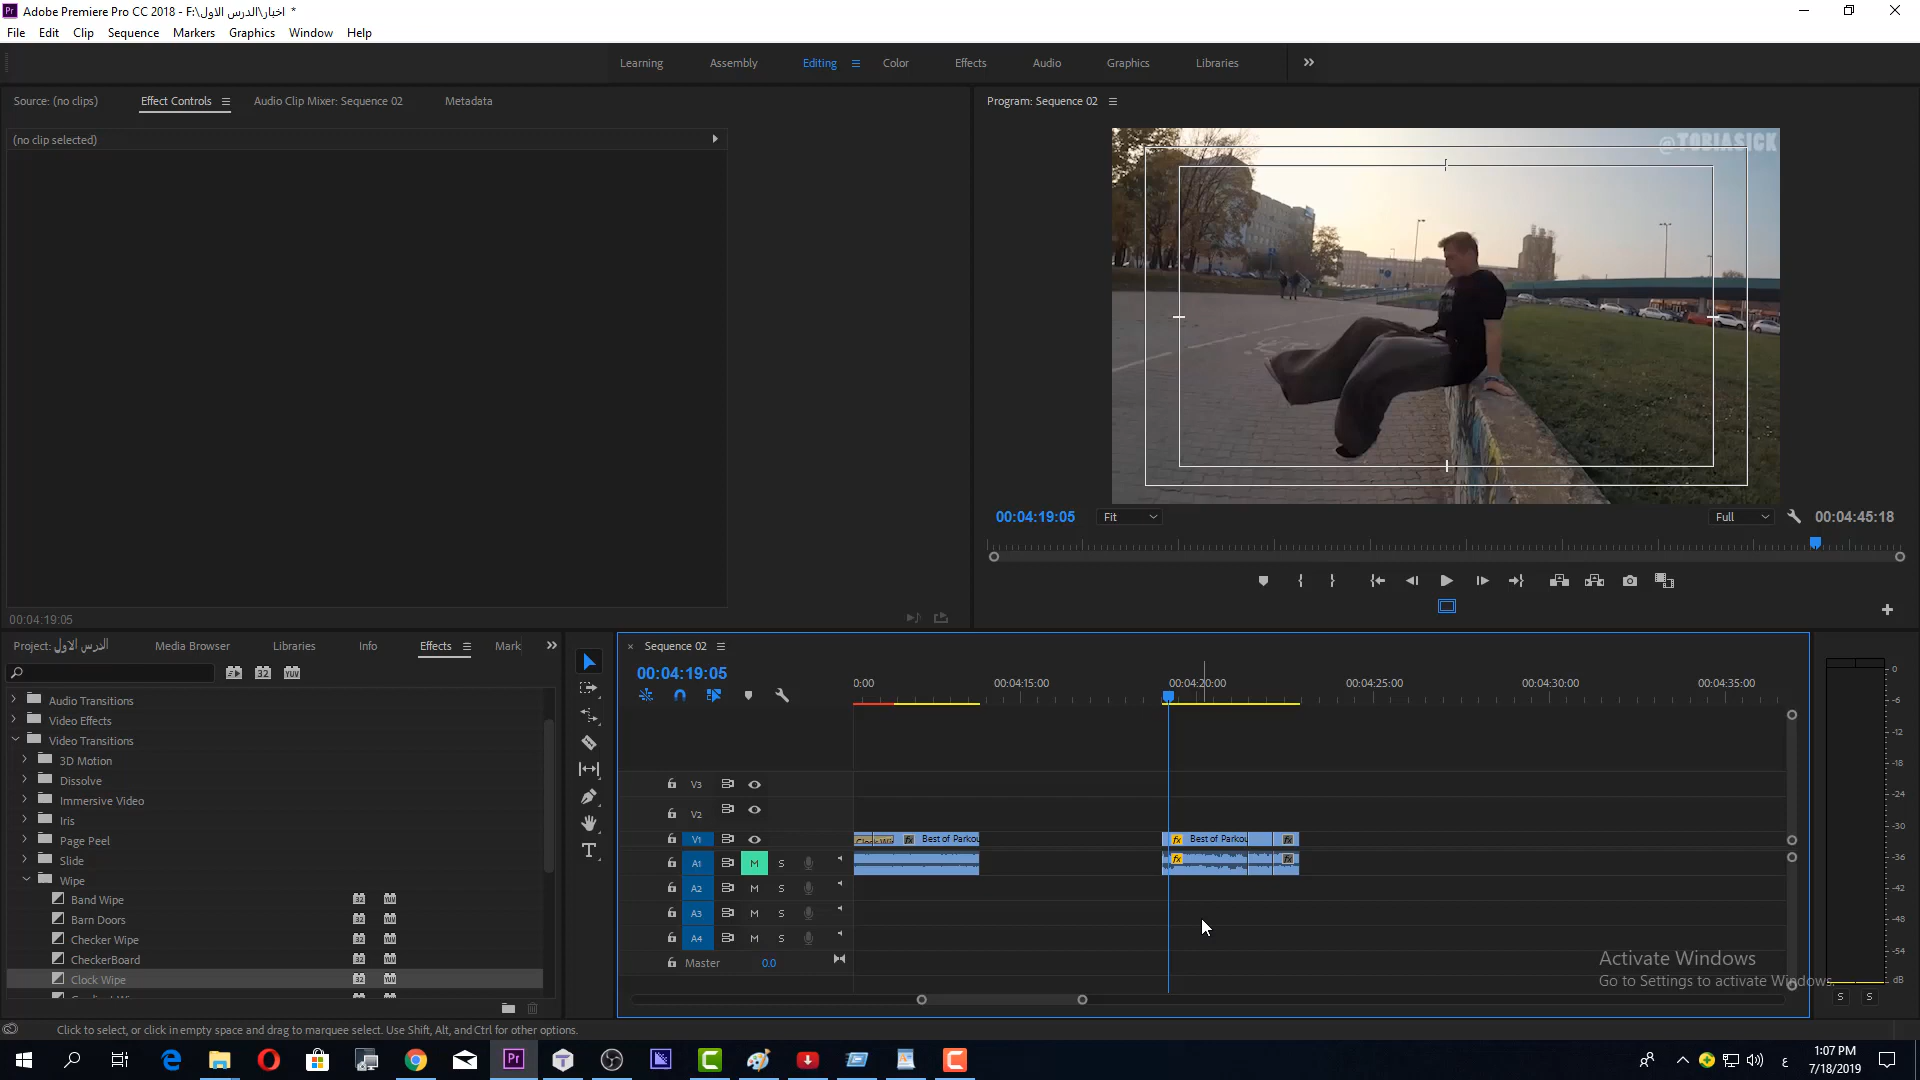 Adobe Premiere Pro CC 2018 - F:\اخبار\الدرس الاول *
File Edit Clip Sequence Markers Graphics Window Help
Learning Assembly Editing Color Effects Audio Graphics Libraries
Source: (no clips) Effect Controls Audio Clip Mixer: Sequence 02 Metadata
Program: Sequence 02
(no clip selected)
@TOBIASICK
00:04:19:05 Fit Full 00:04:45:18
00:04:19:05
Project: الدرس الاول Media Browser Libraries Info Effects Mark
Sequence 02
00:04:19:05
0:00 00:04:15:00 00:04:20:00 00:04:25:00 00:04:30:00 00:04:35:00
Audio Transitions
Video Effects
Video Transitions
3D Motion
Dissolve
Immersive Video
Iris
Page Peel
Slide
Wipe
Band Wipe
Barn Doors
Checker Wipe
CheckerBoard
Clock Wipe
V3
V2
V1 Clock Wi fx Best of Parkou fx Best of Parkou fx
A1 M S fx fx
A2 M S
A3 M S
A4 M S
Master 0.0
0
-6
-12
-18
-24
-30
-36
-42
-48
-54
dB
S S
Activate Windows
Go to Settings to activate Windows.
Click to select, or click in empty space and drag to marquee select. Use Shift, Alt, and Ctrl for other options.
ع 1:07 PM
7/18/2019